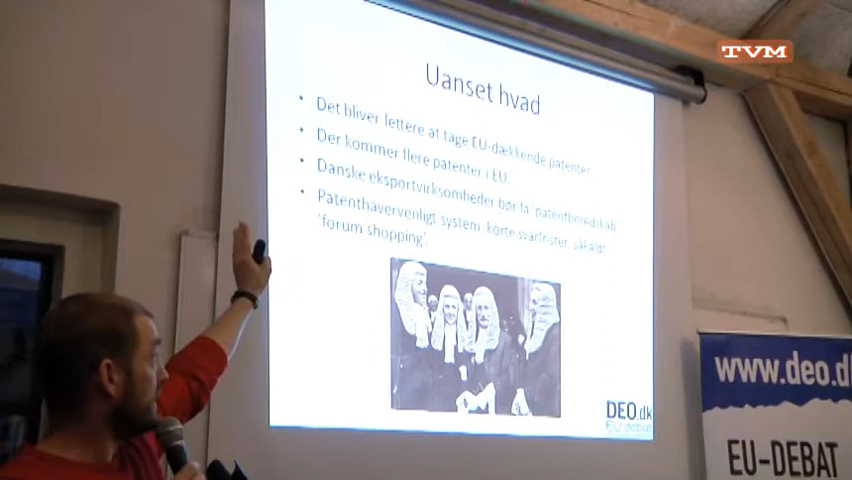 TVM
Uanset hvad
• Det bliver lettere at tage EU-dækkende patenter
• Der kommer flere patenter i EU.
• Danske eksportvirksomheder bør få 'patentberedskab'
• Patenthavervenligt system: korte svarfrister, såkaldt
'forum shopping'.
DEO.dk
EU-debat
www.deo.d
EU-DEBAT